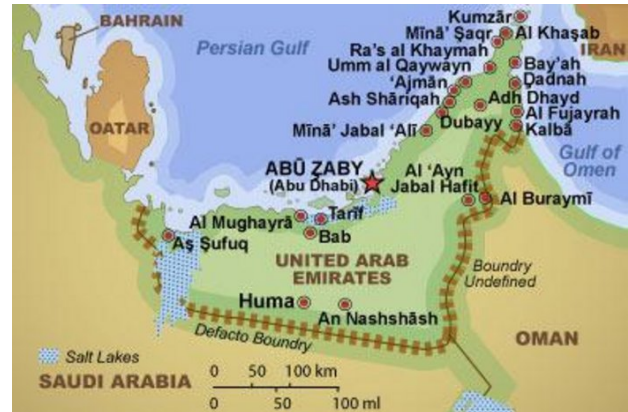 BAHRAIN
Kumzār
Mīnā' Şaqr
Al Khaşab
Persian Gulf
Ra's al Khaymah
IRAN
Umm al Qaywayn
Bay'ah
'Ajmān
Ḑadnah
Ash Shāriqah
Adh Dhayd
QATAR
Dubayy
Al Fujayrah
Mīnā' Jabal 'Alī
Kalbā
Gulf of
Omen
ABŪ ZABY
(Abu Dhabi)
Al 'Ayn
Jabal Hafit
Al Buraymī
Al Mughayrā
Tarīf
Aş Şufuq
Bab
UNITED ARAB
EMIRATES
Boundry
Undefined
Huma
An Nashshāsh
Defacto Boundry
OMAN
Salt Lakes
SAUDI ARABIA
0 50 100 km
0 50 100 ml